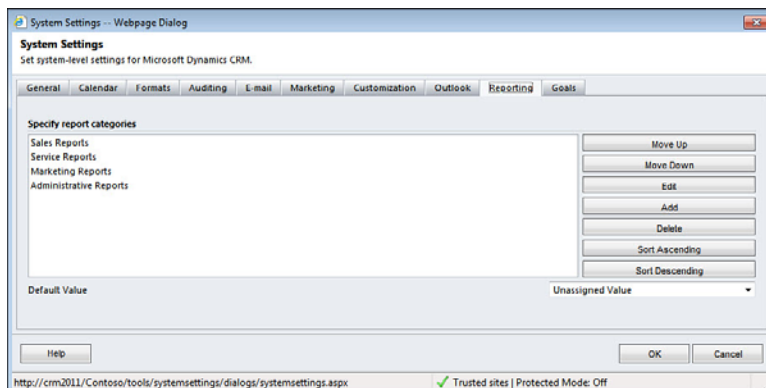 System Settings -- Webpage Dialog
System Settings
Set system-level settings for Microsoft Dynamics CRM.
General Calendar Formats Auditing E-mail Marketing Customization Outlook Reporting Goals
Specify report categories
Sales Reports
Service Reports
Marketing Reports
Administrative Reports
Move Up
Move Down
Edit
Add
Delete
Sort Ascending
Sort Descending
Default Value Unassigned Value
Help OK Cancel
http://crm2011/Contoso/tools/systemsettings/dialogs/systemsettings.aspx Trusted sites | Protected Mode: Off